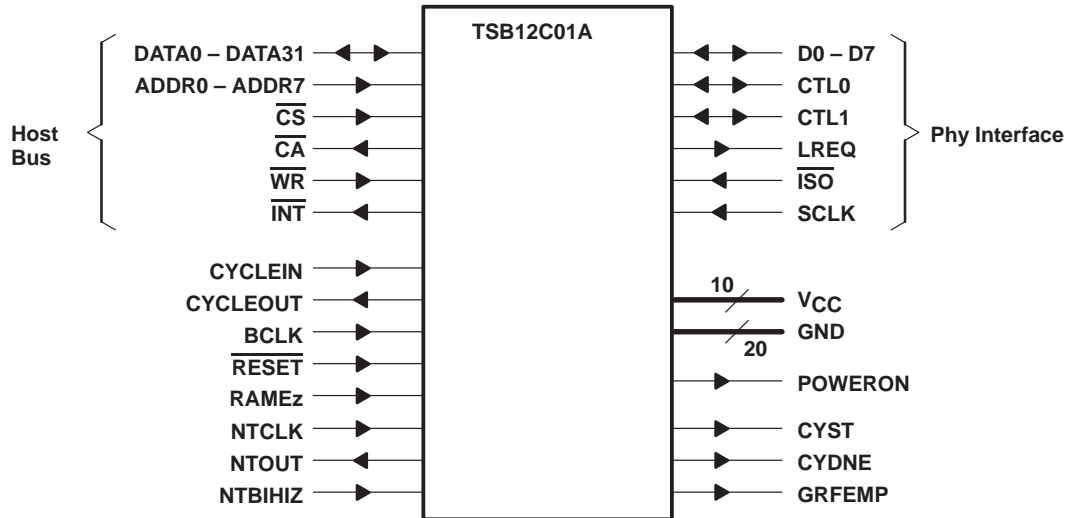 TSB12C01A
DATA0 – DATA31
ADDR0 – ADDR7
CS
CA
WR
INT
Host
Bus
CYCLEIN
CYCLEOUT
BCLK
RESET
RAMEz
NTCLK
NTOUT
NTBIHIZ
D0 – D7
CTL0
CTL1
LREQ
ISO
SCLK
Phy Interface
10
VCC
GND
20
POWERON
CYST
CYDNE
GRFEMP